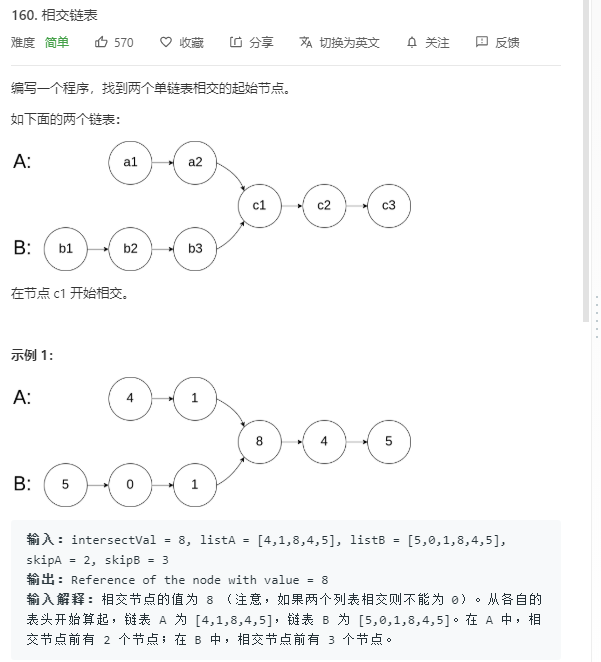 160. 相交链表
难度 简单 570 收藏 分享 切换为英文 关注 反馈
编写一个程序，找到两个单链表相交的起始节点。
如下面的两个链表：
A: a1 a2
c1 c2 c3
B: b1 b2 b3
在节点 c1 开始相交。
示例 1：
A: 4 1
8 4 5
B: 5 0 1
输入：intersectVal = 8, listA = [4,1,8,4,5], listB = [5,0,1,8,4,5],
skipA = 2, skipB = 3
输出：Reference of the node with value = 8
输入解释：相交节点的值为 8 （注意，如果两个列表相交则不能为 0）。从各自的
表头开始算起，链表 A 为 [4,1,8,4,5]，链表 B 为 [5,0,1,8,4,5]。在 A 中，相
交节点前有 2 个节点；在 B 中，相交节点前有 3 个节点。